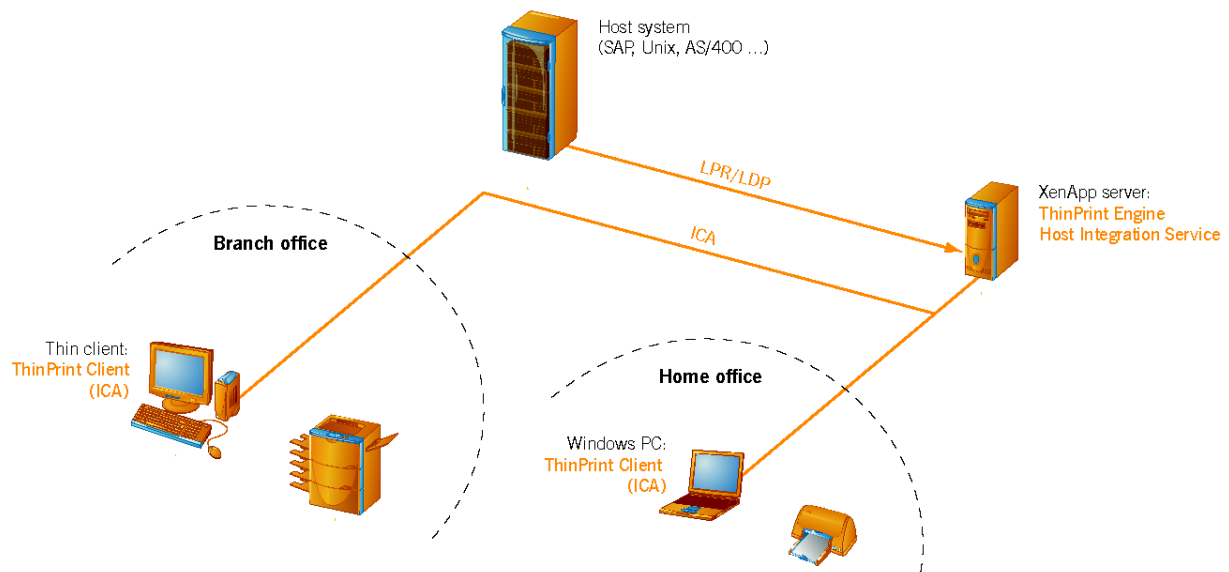 Host system
(SAP, Unix, AS/400 ...)
LPR/LDP
XenApp server:
ThinPrint Engine
Host Integration Service
ICA
Branch office
Thin client:
ThinPrint Client
(ICA)
Home office
Windows PC:
ThinPrint Client
(ICA)